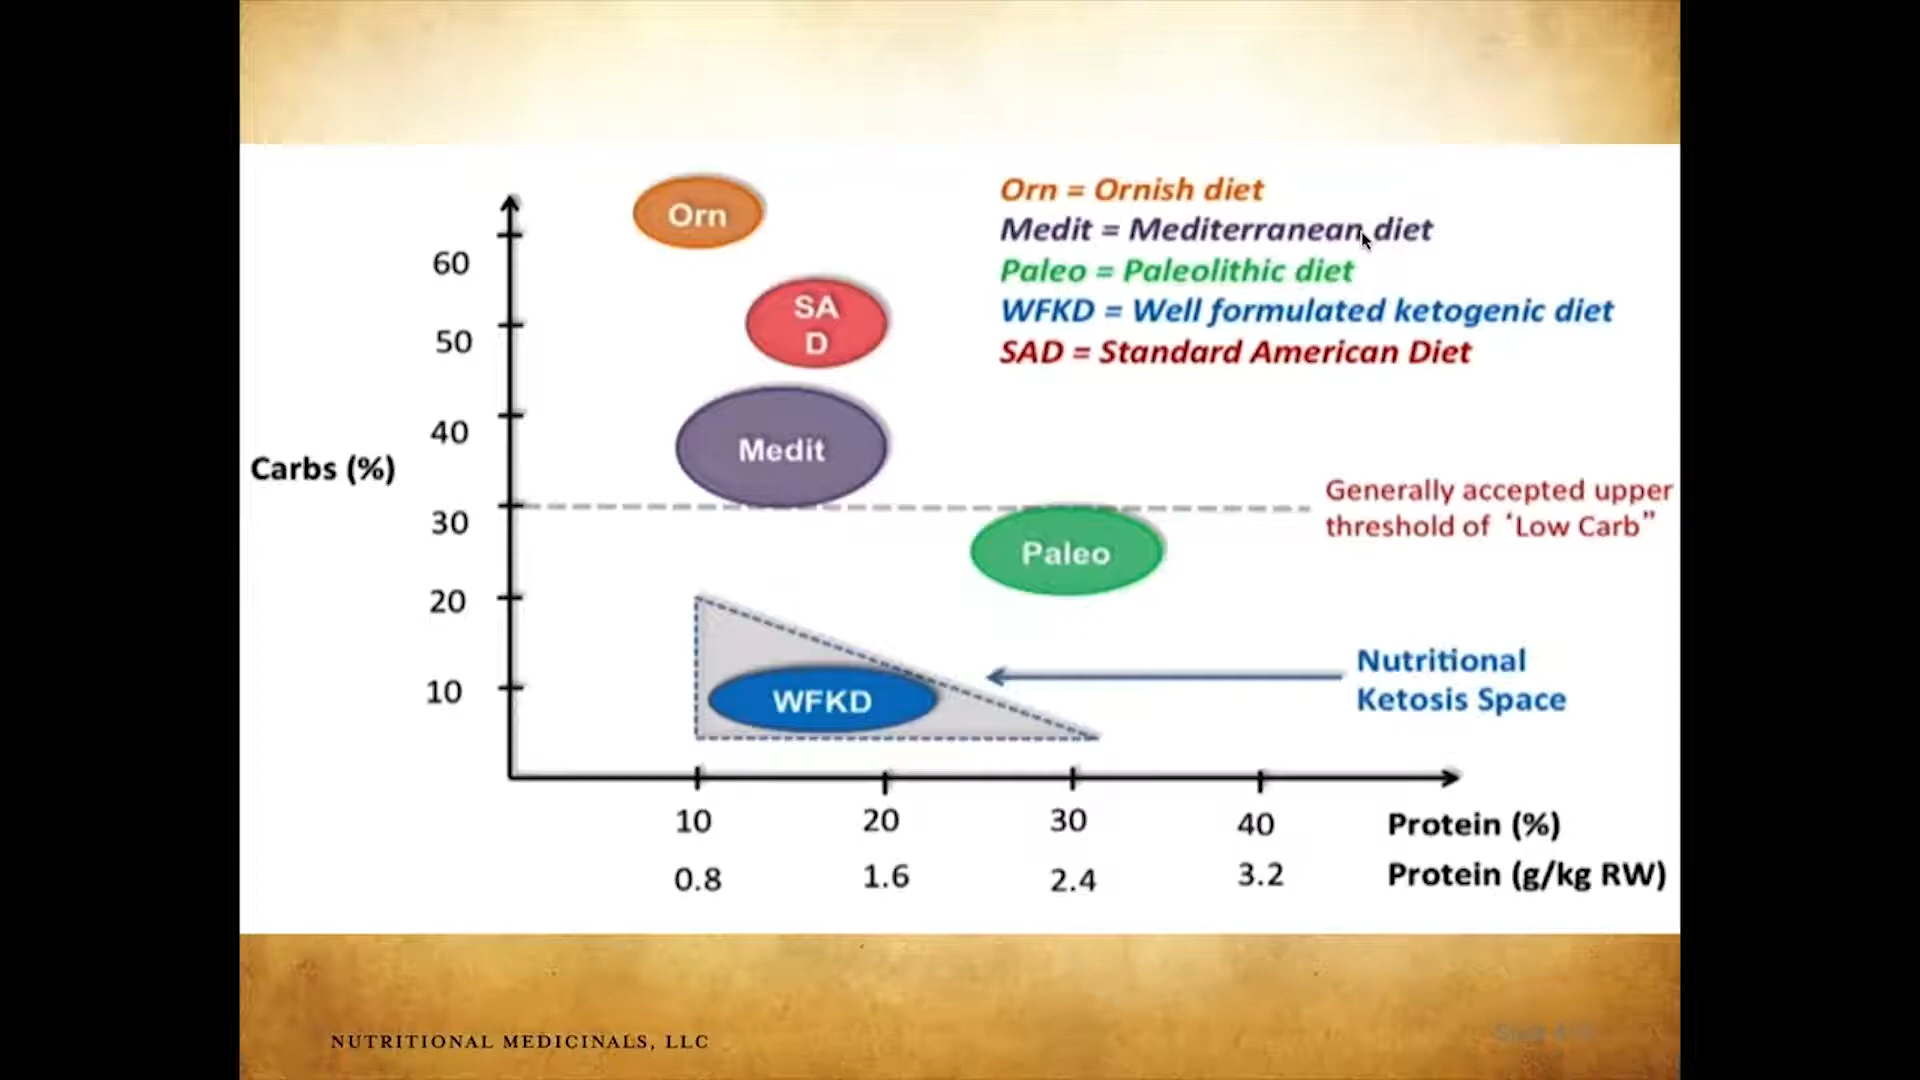 Orn
Orn = Ornish diet
Medit = Mediterranean diet
Paleo = Paleolithic diet
WFKD = Well formulated ketogenic diet
SAD = Standard American Diet
60
SA
D
50
40
Medit
Carbs (%)
30
Generally accepted upper
threshold of ‘Low Carb”
Paleo
20
Nutritional
Ketosis Space
10
WFKD
10
20
30
40
Protein (%)
0.8
1.6
2.4
3.2
Protein (g/kg RW)
NUTRITIONAL MEDICINALS, LLC